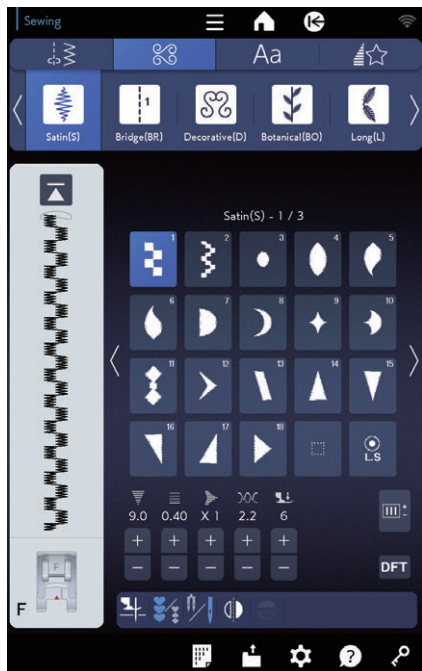 Sewing
Aa
1
Satin(S) Bridge(BR) Decorative(D) Botanical(BO) Long(L)
Satin(S) - 1 / 3
1 2 3 4 5
6 7 8 9 10
11 12 13 14 15
16 17 18
L.S
9.0 0.40 X 1 2.2 6
+ + + + +
− − − − −
DFT
F
F
?